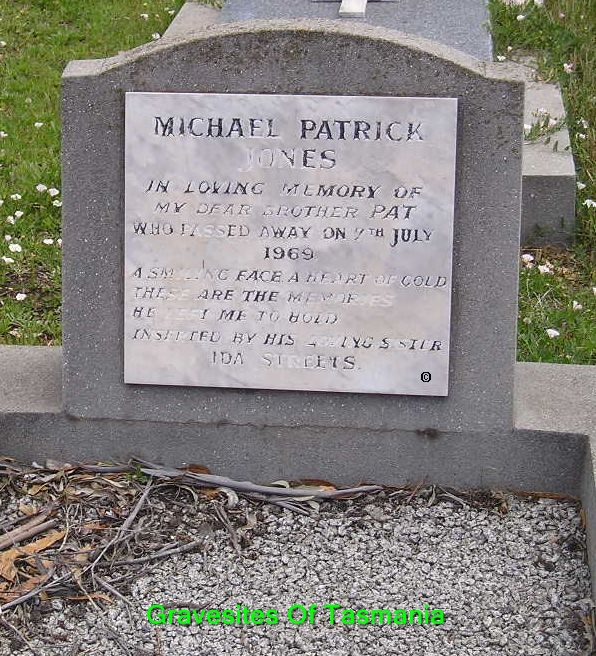 MICHAEL PATRICK
JONES
IN LOVING MEMORY OF
MY DEAR BROTHER PAT
WHO PASSED AWAY ON 7TH JULY
1969
A SMILING FACE A HEART OF GOLD
THESE ARE THE MEMORIES
HE LEFT ME TO HOLD
INSERTED BY HIS LOVING SISTER
IDA STREETS.
©
Gravesites Of Tasmania